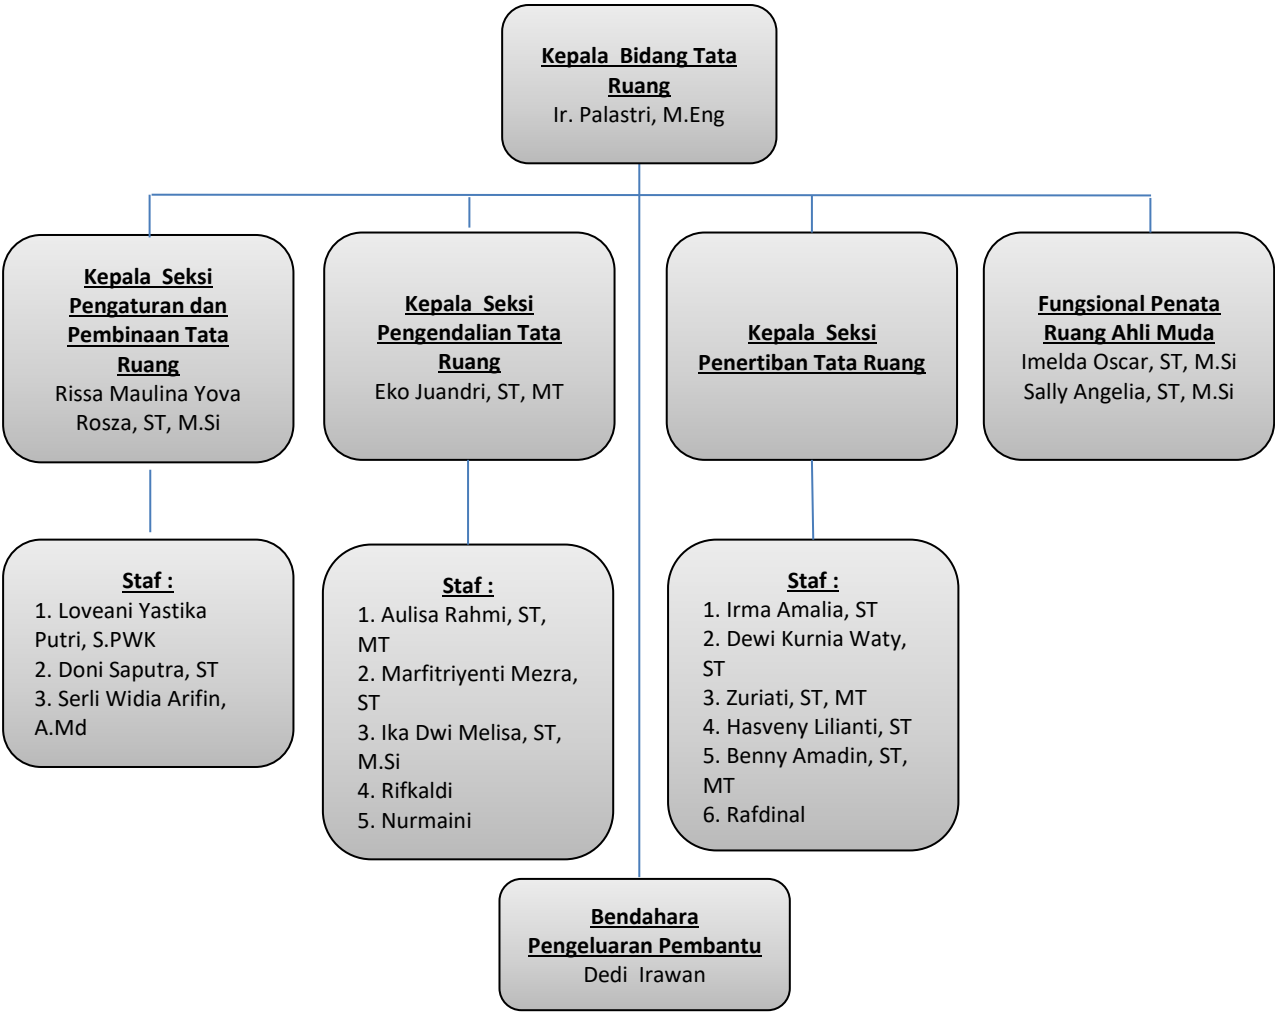 Kepala  Bidang Tata
Ruang
Ir. Palastri, M.Eng
Kepala  Seksi
Pengaturan dan
Pembinaan Tata
Ruang
Rissa Maulina Yova
Rosza, ST, M.Si
Kepala  Seksi
Pengendalian Tata
Ruang
Eko Juandri, ST, MT
Kepala  Seksi
Penertiban Tata Ruang
Fungsional Penata
Ruang Ahli Muda
Imelda Oscar, ST, M.Si
Sally Angelia, ST, M.Si
Staf :
1. Loveani Yastika
Putri, S.PWK
2. Doni Saputra, ST
3. Serli Widia Arifin,
A.Md
Staf :
1. Aulisa Rahmi, ST,
MT
2. Marfitriyenti Mezra,
ST
3. Ika Dwi Melisa, ST,
M.Si
4. Rifkaldi
5. Nurmaini
Staf :
1. Irma Amalia, ST
2. Dewi Kurnia Waty,
ST
3. Zuriati, ST, MT
4. Hasveny Lilianti, ST
5. Benny Amadin, ST,
MT
6. Rafdinal
Bendahara
Pengeluaran Pembantu
Dedi  Irawan